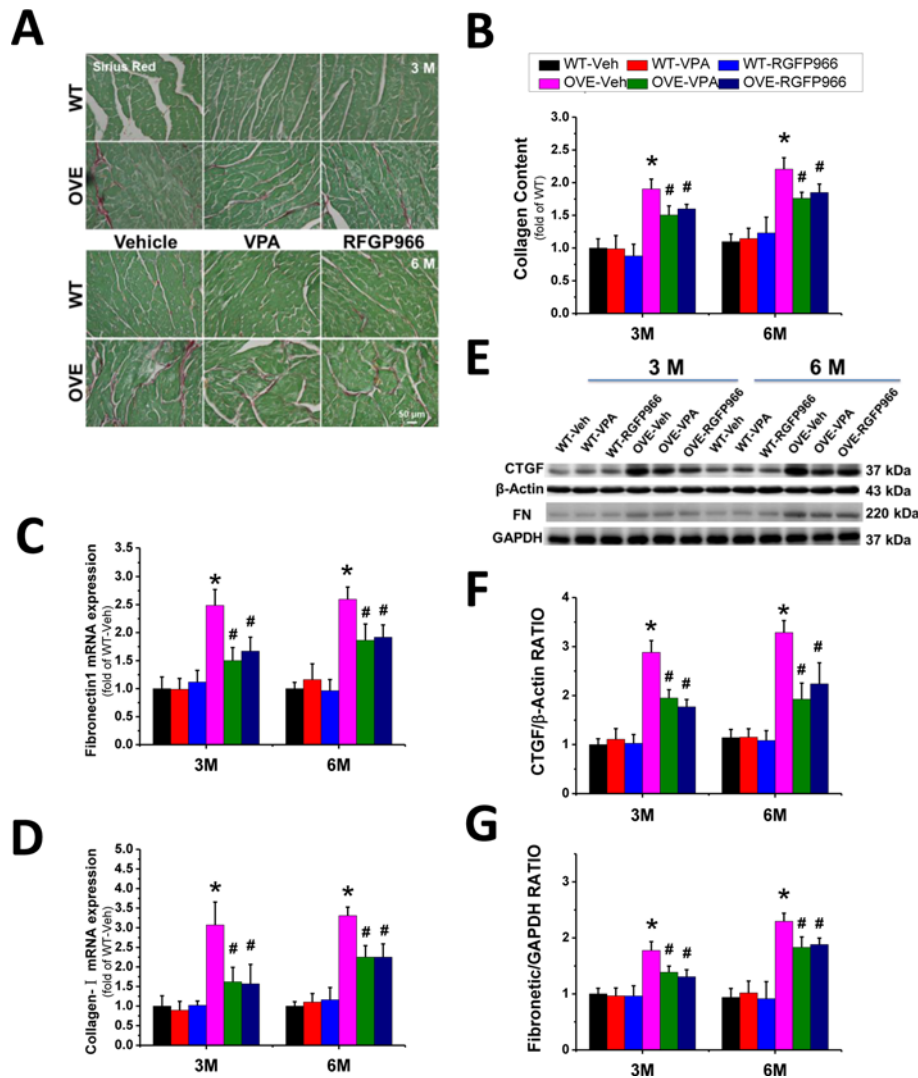 A
Sirius Red
3 M
WT
OVE
Vehicle VPA RFGP966
6 M
WT
OVE
50 μm
B
WT-Veh WT-VPA WT-RGFP966
OVE-Veh OVE-VPA OVE-RGFP966
Collagen Content
(fold of WT)
3.0
2.5
2.0
1.5
1.0
0.5
0.0
* # #
* # #
3M 6M
E
3 M 6 M
WT-Veh WT-VPA WT-RGFP966 OVE-Veh OVE-VPA OVE-RGFP966 WT-Veh WT-VPA WT-RGFP966 OVE-Veh OVE-VPA OVE-RGFP966
CTGF 37 kDa
β-Actin 43 kDa
FN 220 kDa
GAPDH 37 kDa
C
Fibronectin1 mRNA expression
(fold of WT-Veh)
3.5
3.0
2.5
2.0
1.5
1.0
0.5
0.0
* # #
* # #
3M 6M
F
CTGF/β-Actin RATIO
4
3
2
1
0
* # #
* # #
3M 6M
D
Collagen-Ⅰ mRNA expression
(fold of WT-Veh)
5.0
4.5
4.0
3.5
3.0
2.5
2.0
1.5
1.0
0.5
0.0
* # #
* # #
3M 6M
G
Fibronetic/GAPDH RATIO
3
2
1
0
* # #
* # #
3M 6M